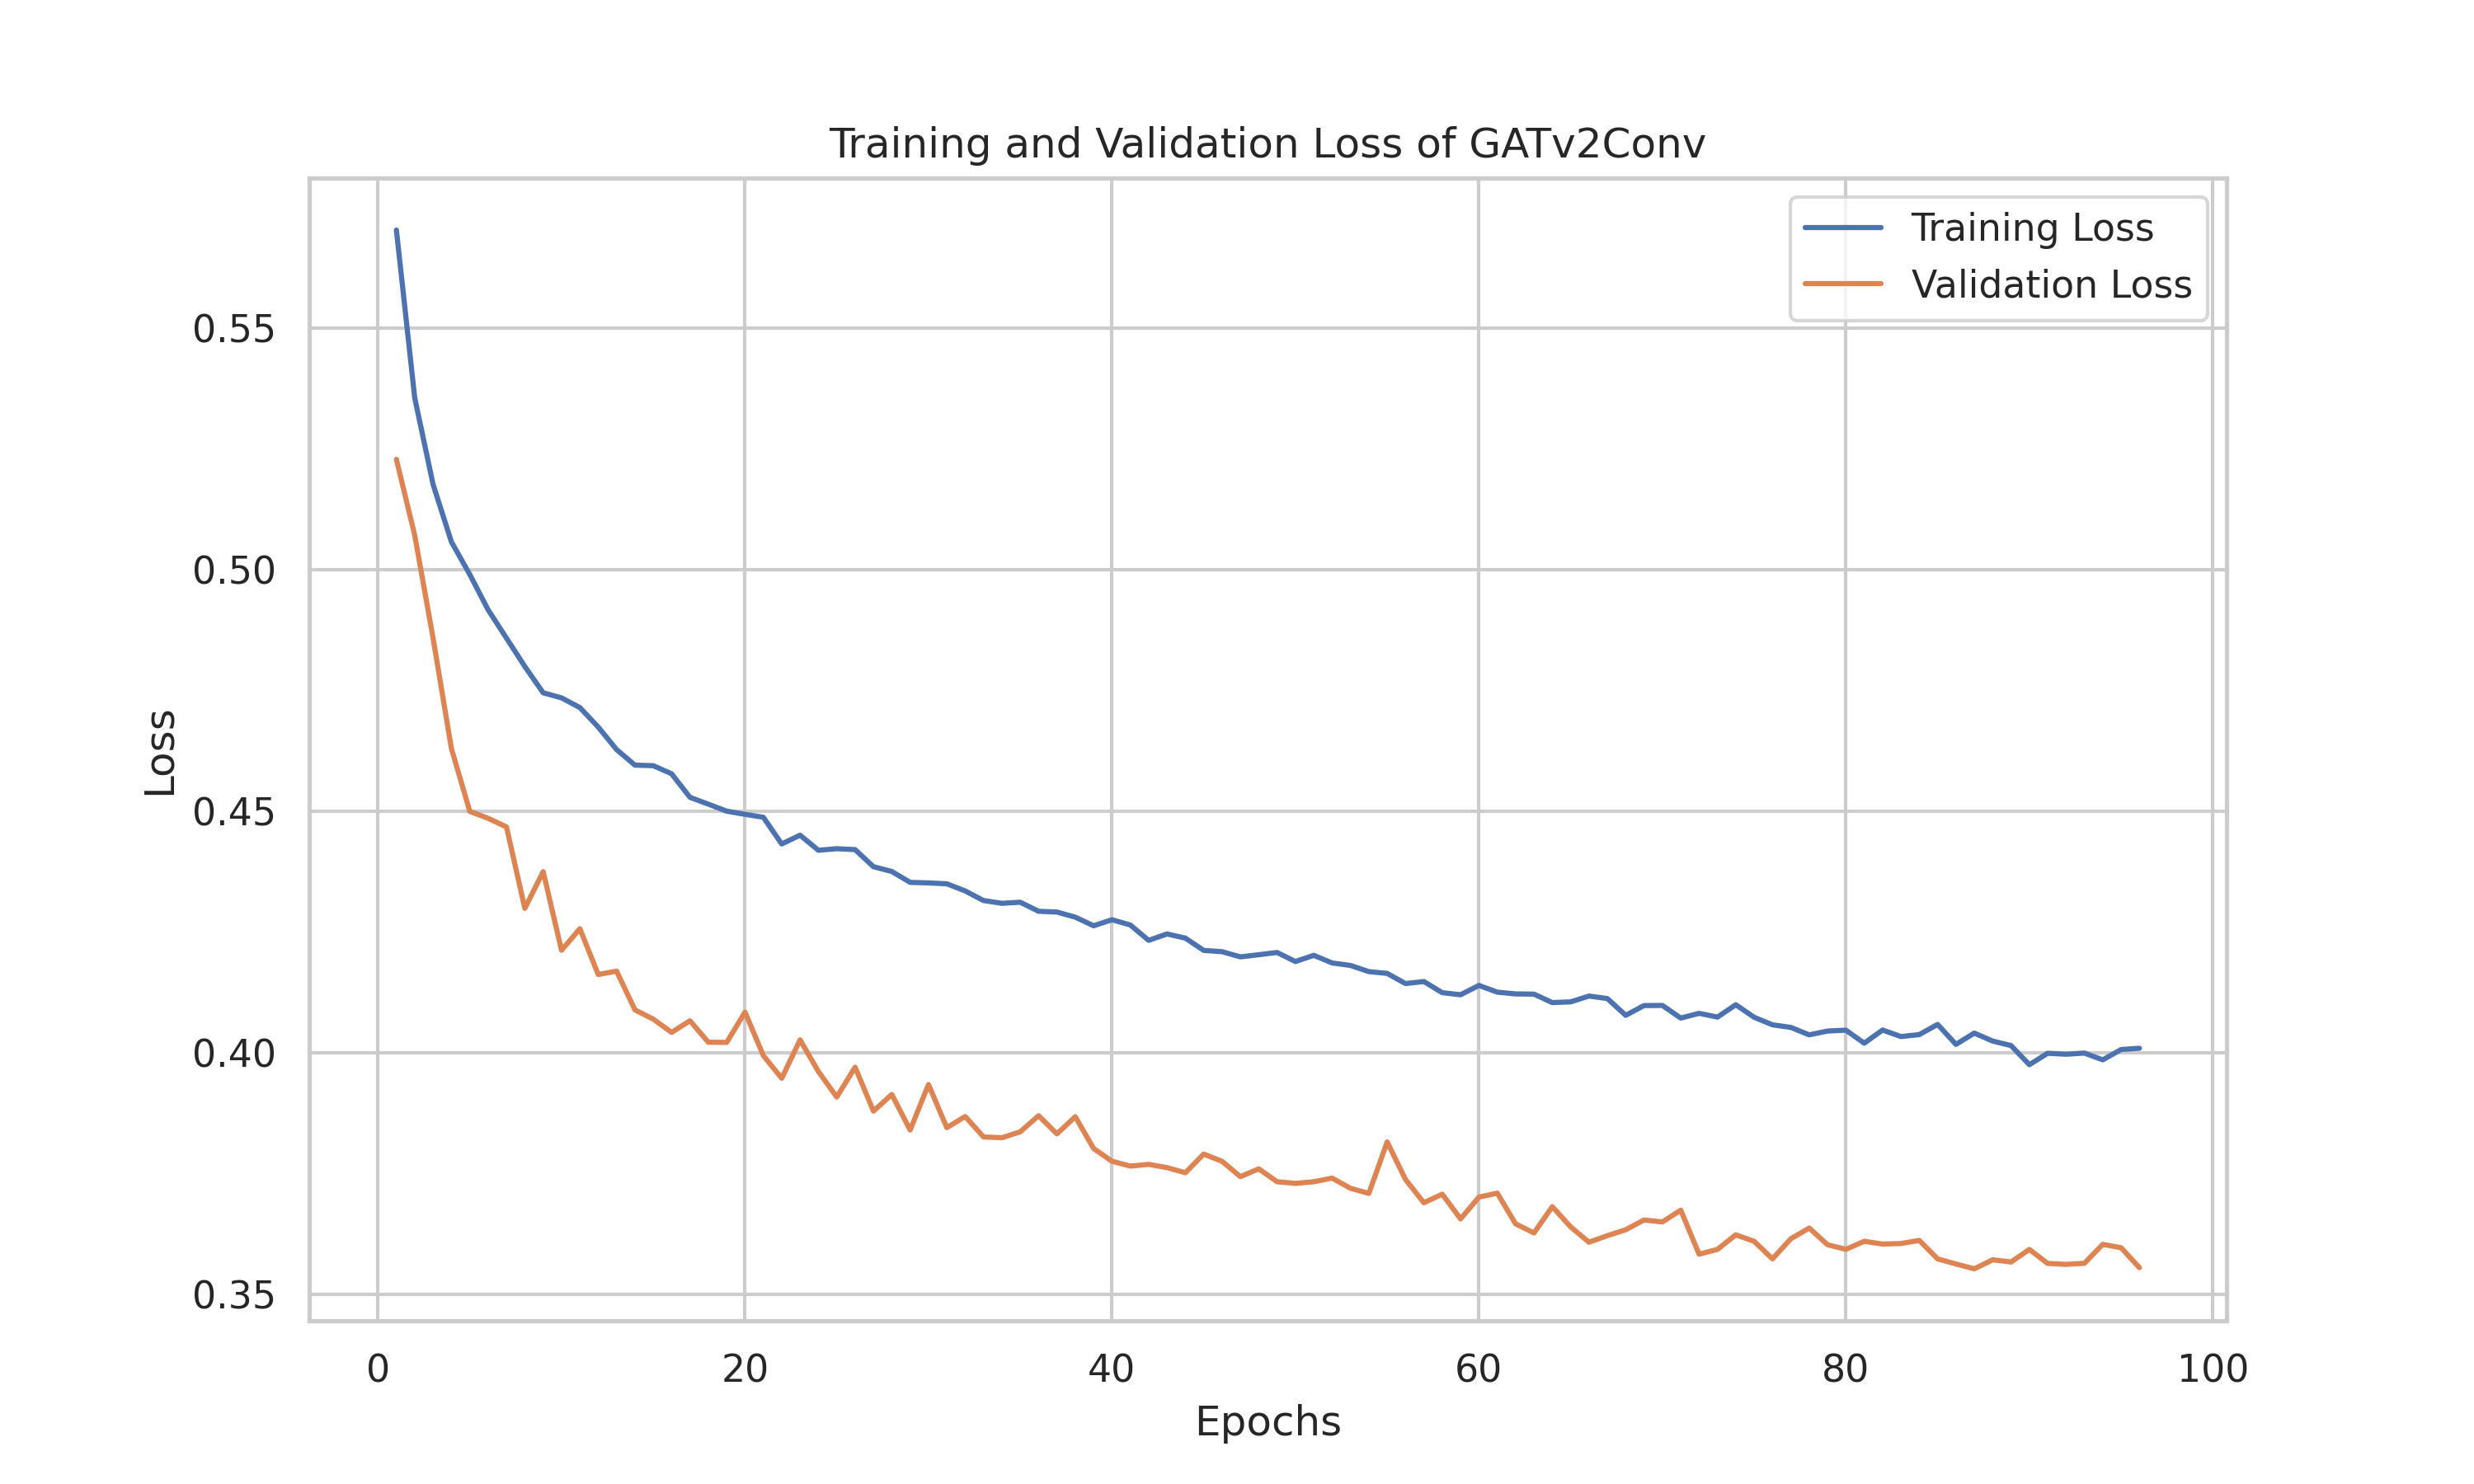 Training and Validation Loss of GATv2Conv
Training Loss
Validation Loss
0.55
0.50
0.45
0.40
0.35
Loss
0 20 40 60 80 100
Epochs